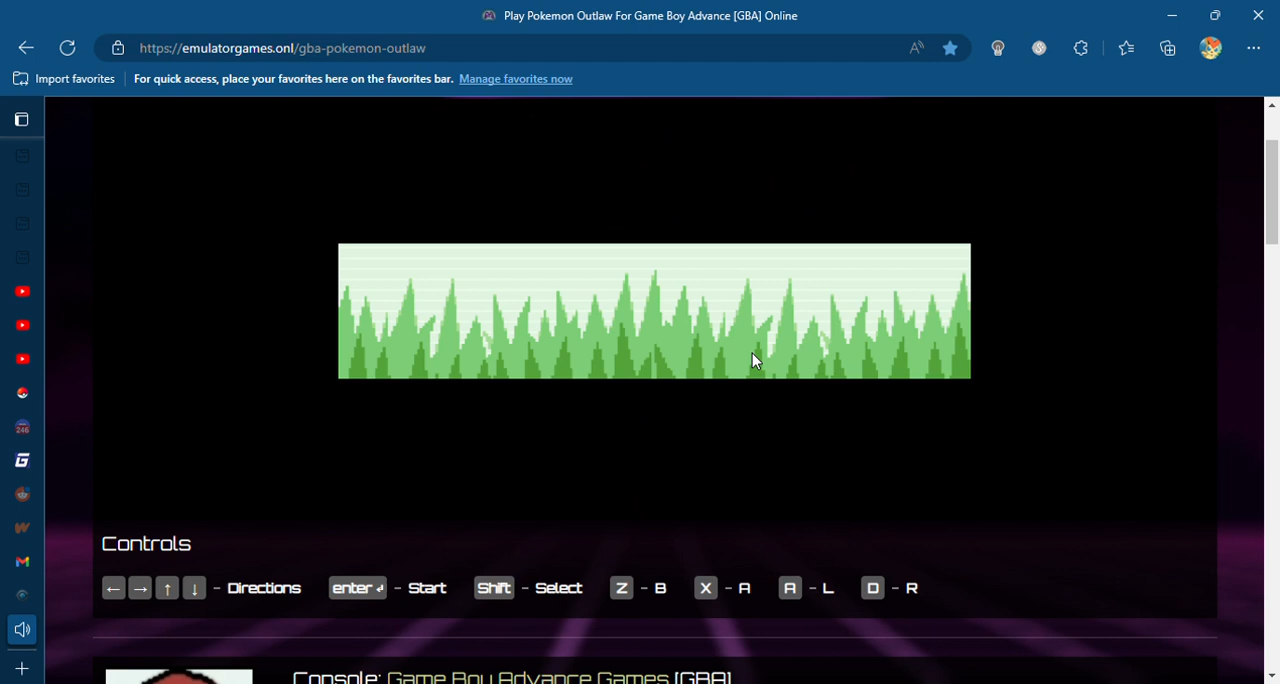 Play Pokemon Outlaw For Game Boy Advance [GBA] Online
https://emulatorgames.onl/gba-pokemon-outlaw
Import favorites For quick access, place your favorites here on the favorites bar. Manage favorites now
246
Controls
← → ↑ ↓ - Directions enter ↵ - Start Shift - Select Z - B X - A A - L D - R
Console: Game Boy Advance Games [GBA]